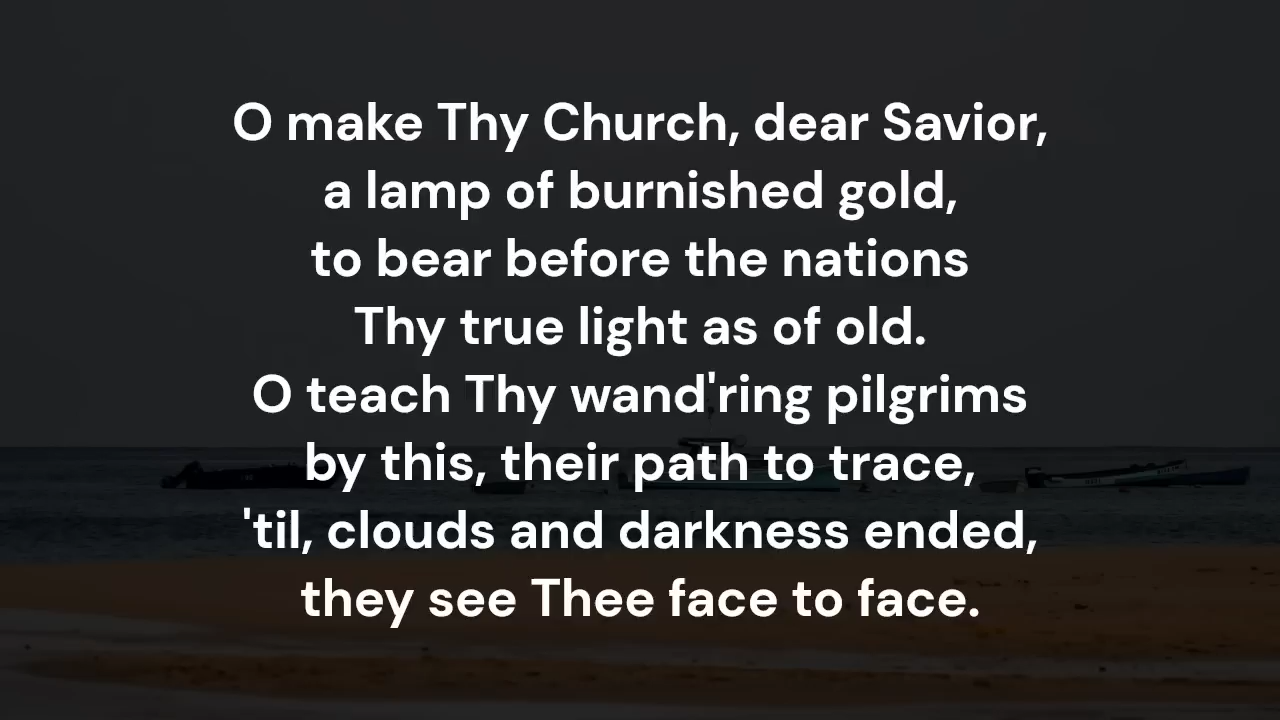 O make Thy Church, dear Savior,
a lamp of burnished gold,
to bear before the nations
Thy true light as of old.
O teach Thy wand'ring pilgrims
by this, their path to trace,
'til, clouds and darkness ended,
they see Thee face to face.